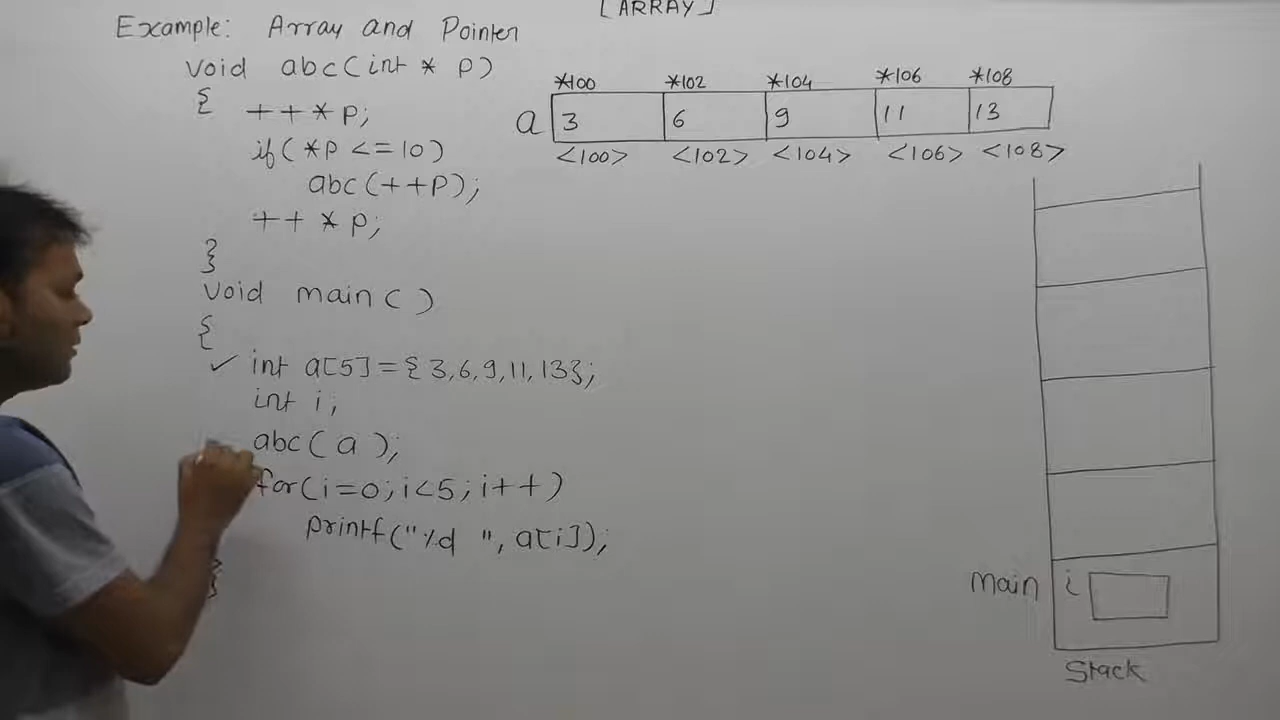 [ARRAY]
Example: Array and Pointer
void abc(int * p)
{ ++*p;
if(*p <=10)
abc(++p);
++ *p;
}
void main( )
{
✓ int a[5]={3,6,9,11,13};
int i;
abc( a );
for(i=0;i<5;i++)
printf("%d ", a[i]);
}
*100 *102 *104 *106 *108
a 3 6 9 11 13
<100> <102> <104> <106> <108>
main i
Stack